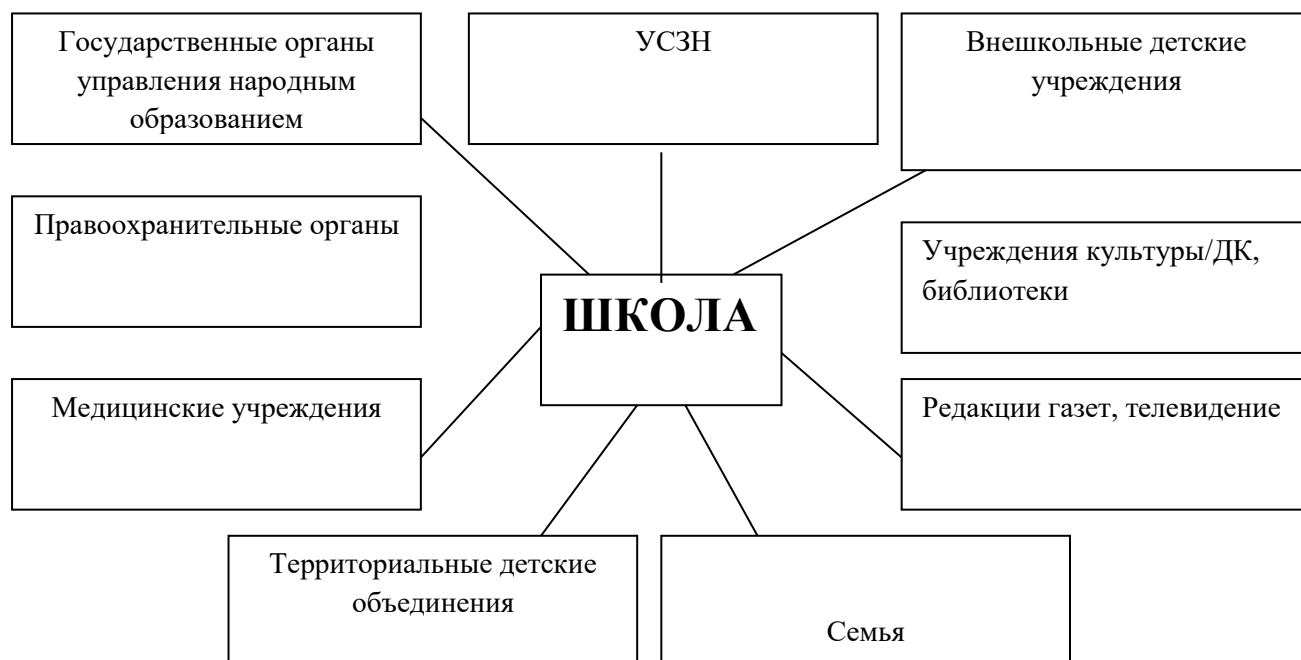 Государственные органы
управления народным
образованием
УСЗН
Внешкольные детские
учреждения
Правоохранительные органы
Учреждения культуры/ДК,
библиотеки
ШКОЛА
Медицинские учреждения
Редакции газет, телевидение
Территориальные детские
объединения
Семья